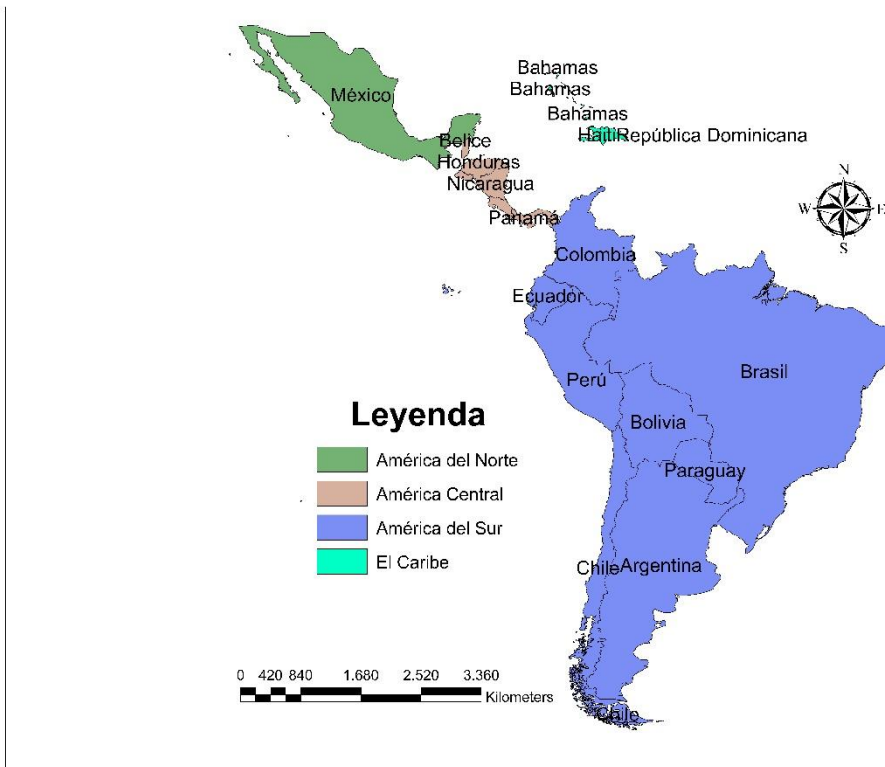 México
Bahamas
Bahamas
Bahamas
Haití
República Dominicana
Belice
Honduras
Nicaragua
Panamá
N
W
E
S
Colombia
Ecuador
Brasil
Perú
Bolivia
Paraguay
Chile
Argentina
Chile
Leyenda
América del Norte
América Central
América del Sur
El Caribe
0 420 840 1.680 2.520 3.360
Kilometers